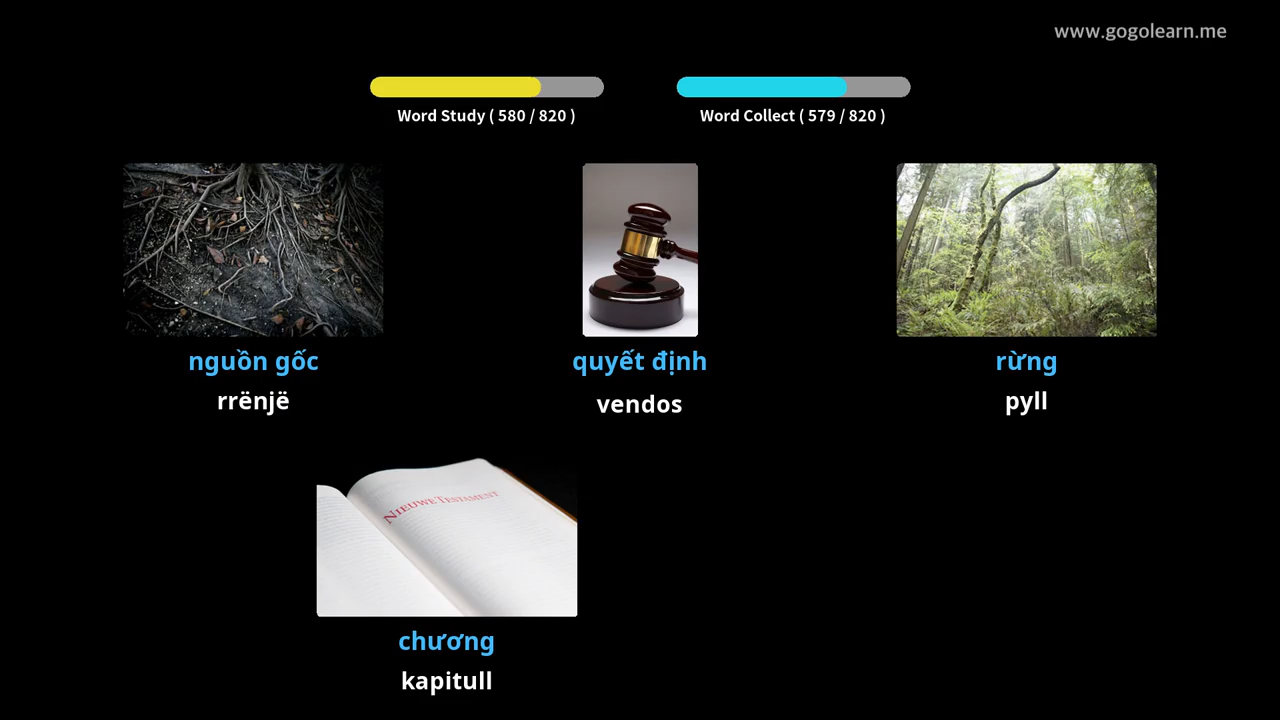 www.gogolearn.me
Word Study ( 580 / 820 )
Word Collect ( 579 / 820 )
nguồn gốc
rrënjë
quyết định
vendos
rừng
pyll
NIEUWE TESTAMENT
chương
kapitull